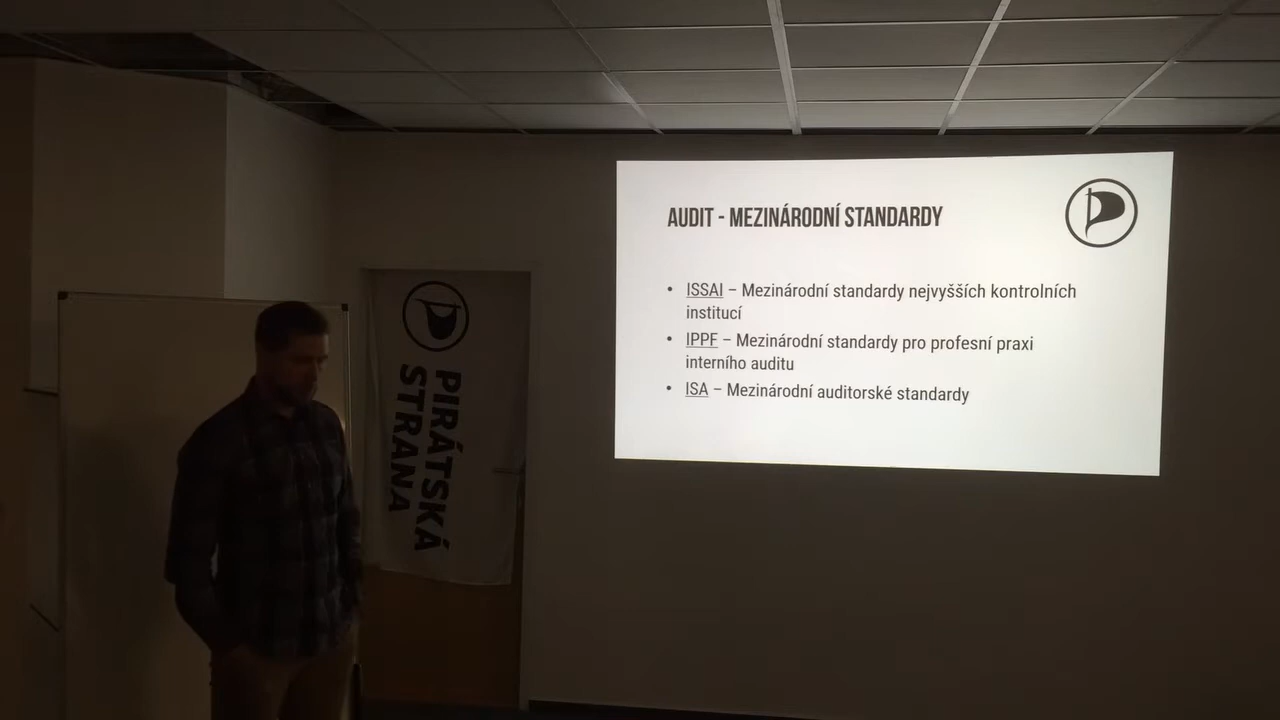 AUDIT - MEZINÁRODNÍ STANDARDY
• ISSAI – Mezinárodní standardy nejvyšších kontrolních
institucí
• IPPF – Mezinárodní standardy pro profesní praxi
interního auditu
• ISA – Mezinárodní auditorské standardy
PIRÁTSKÁ
STRANA